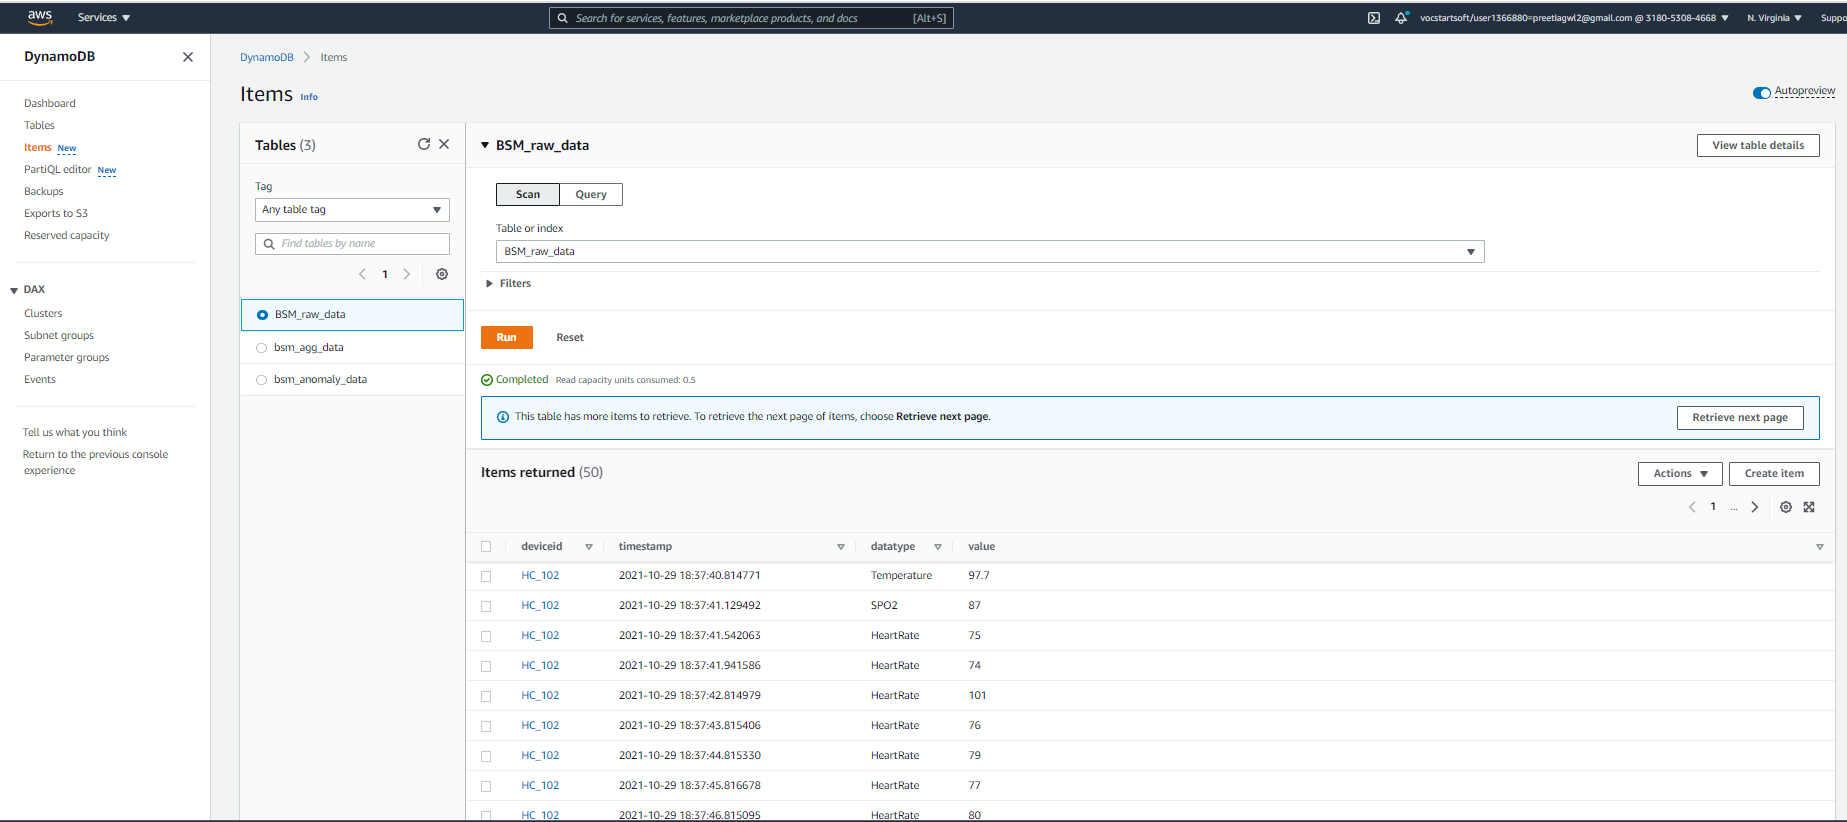 aws Services Search for services, features, marketplace products, and docs [Alt+S] vocstartsoft/user1366880=preetiagwl2@gmail.com @ 3180-5308-4668 N. Virginia Suppo
DynamoDB
Dashboard
Tables
Items New
PartiQL editor New
Backups
Exports to S3
Reserved capacity
DAX
Clusters
Subnet groups
Parameter groups
Events
Tell us what you think
Return to the previous console
experience
DynamoDB Items
Items Info
Autopreview
Tables (3)
Tag
Any table tag
Find tables by name
1
BSM_raw_data
bsm_agg_data
bsm_anomaly_data
BSM_raw_data
View table details
Scan Query
Table or index
BSM_raw_data
Filters
Run Reset
Completed Read capacity units consumed: 0.5
This table has more items to retrieve. To retrieve the next page of items, choose Retrieve next page.
Retrieve next page
Items returned (50)
Actions Create item
1 ...
deviceid timestamp datatype value
HC_102 2021-10-29 18:37:40.814771 Temperature 97.7
HC_102 2021-10-29 18:37:41.129492 SPO2 87
HC_102 2021-10-29 18:37:41.542063 HeartRate 75
HC_102 2021-10-29 18:37:41.941586 HeartRate 74
HC_102 2021-10-29 18:37:42.814979 HeartRate 101
HC_102 2021-10-29 18:37:43.815406 HeartRate 76
HC_102 2021-10-29 18:37:44.815330 HeartRate 79
HC_102 2021-10-29 18:37:45.816678 HeartRate 77
HC_102 2021-10-29 18:37:46.815095 HeartRate 80